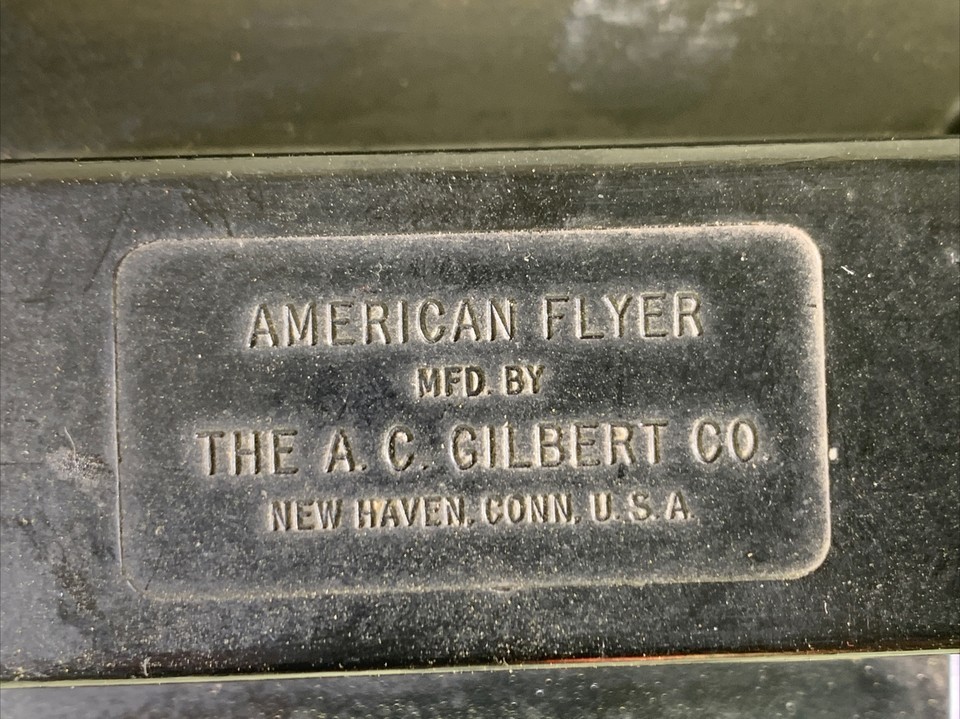 AMERICAN FLYER
MFD. BY
THE A. C. GILBERT CO.
NEW HAVEN, CONN. U. S. A.